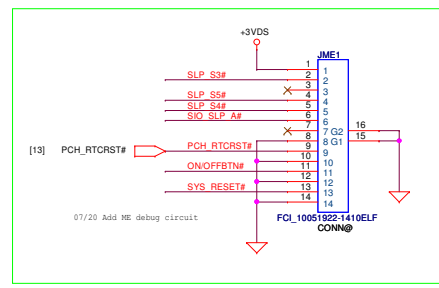 +3VDS
JME1
1 1
SLP_S3# 2 2
3 3
SLP_S5# 4 4
SLP_S4# 5 5
SIO_SLP_A# 6 6
7 7 G2 16
8 8 G1 15
[13] PCH_RTCRST# PCH_RTCRST# 9 9
10 10
ON/OFFBTN# 11 11
12 12
SYS_RESET# 13 13
14 14
07/20 Add ME debug circuit
FCI_10051922-1410ELF
CONN@